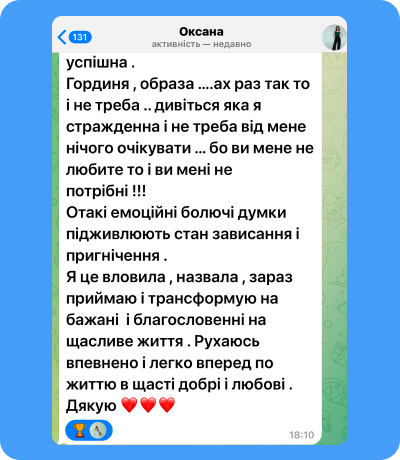 Оксана
131
активність — недавно
успішна .
Гординя , образа ....ах раз так то
і не треба .. дивіться яка я
стражденна і не треба від мене
нічого очікувати ... бо ви мене не
любите то і ви мені не
потрібні !!!
Отакі емоційні болючі думки
підживлюють стан зависання і
пригнічення .
Я це вловила , назвала , зараз
приймаю і трансформую на
бажані  і благословенні на
щасливе життя . Рухаюсь
впевнено і легко вперед по
життю в щасті добрі і любові .
Дякую ❤️❤️❤️
18:10